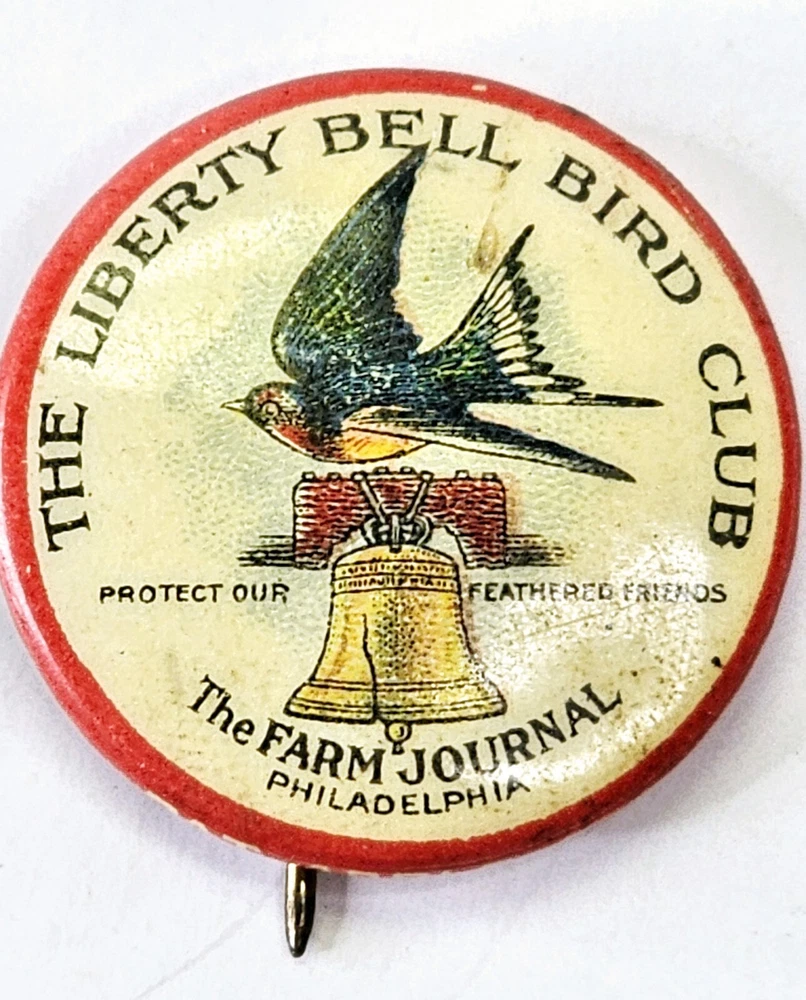 THE LIBERTY BELL BIRD CLUB
PROTECT OUR FEATHERED FRIENDS
The FARM JOURNAL
PHILADELPHIA